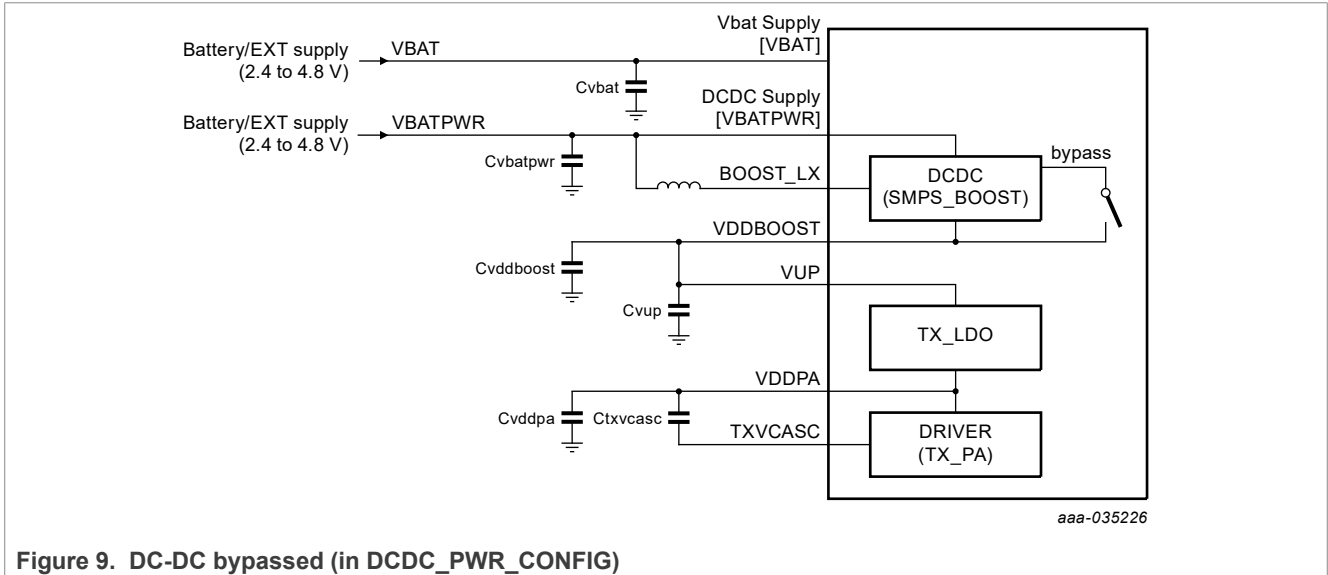 Vbat Supply
[VBAT]
Battery/EXT supply
(2.4 to 4.8 V)
VBAT
Cvbat
DCDC Supply
[VBATPWR]
Battery/EXT supply
(2.4 to 4.8 V)
VBATPWR
Cvbatpwr
BOOST_LX
DCDC
(SMPS_BOOST)
bypass
VDDBOOST
Cvddboost
VUP
Cvup
TX_LDO
VDDPA
Cvddpa
Ctxvcasc
TXVCASC
DRIVER
(TX_PA)
aaa-035226
Figure 9. DC-DC bypassed (in DCDC_PWR_CONFIG)